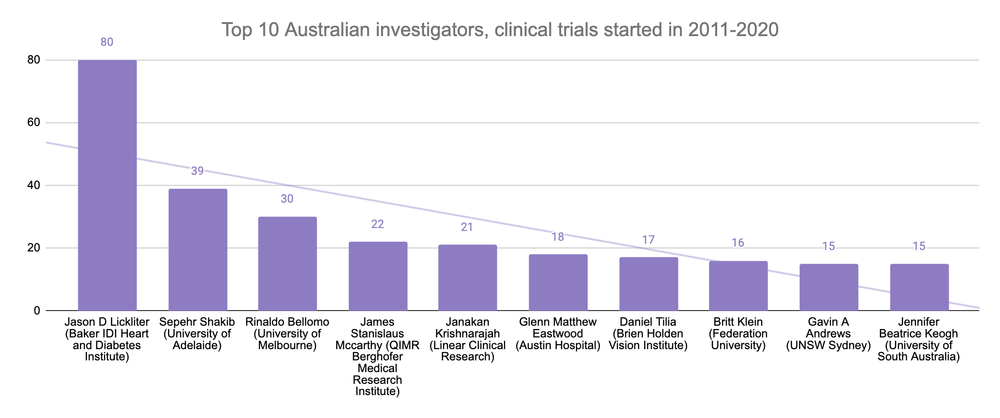 Top 10 Australian investigators, clinical trials started in 2011-2020
80
60
40
20
0
80
39
30
22
21
18
17
16
15
15
Jason D Lickliter
(Baker IDI Heart
and Diabetes
Institute)
Sepehr Shakib
(University of
Adelaide)
Rinaldo Bellomo
(University of
Melbourne)
James
Stanislaus
Mccarthy (QIMR
Berghofer
Medical
Research
Institute)
Janakan
Krishnarajah
(Linear Clinical
Research)
Glenn Matthew
Eastwood
(Austin Hospital)
Daniel Tilia
(Brien Holden
Vision Institute)
Britt Klein
(Federation
University)
Gavin A
Andrews
(UNSW Sydney)
Jennifer
Beatrice Keogh
(University of
South Australia)